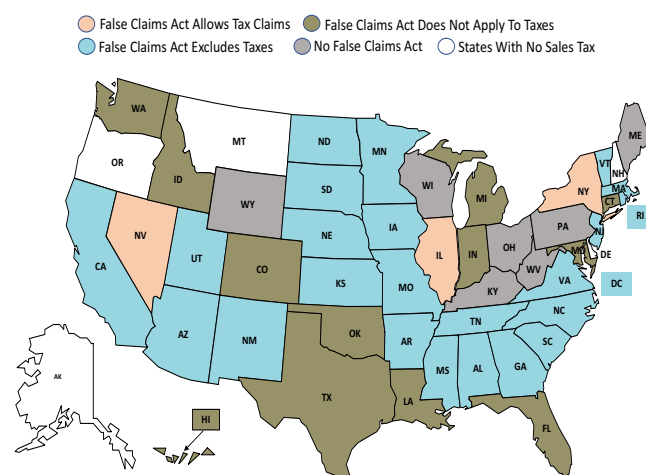 False Claims Act Allows Tax Claims
False Claims Act Does Not Apply To Taxes
False Claims Act Excludes Taxes
No False Claims Act
States With No Sales Tax
WA
MT
ND
MN
ME
OR
ID
WY
SD
WI
MI
NY
VT
NH
MA
CT
RI
NV
UT
CO
NE
IA
IL
IN
OH
PA
NJ
CA
KS
MO
KY
WV
MD
DE
VA
DC
AZ
NM
OK
AR
TN
NC
SC
MS
AL
GA
TX
LA
FL
AK
HI